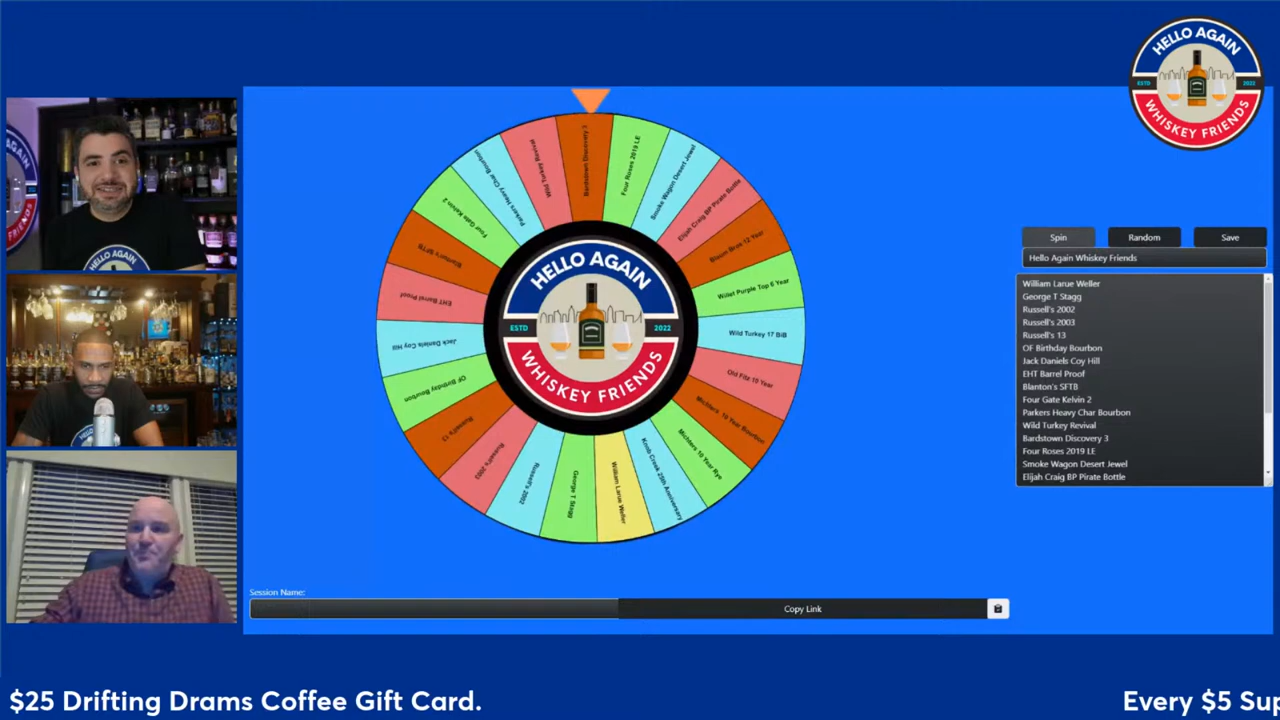 HELLO AGAIN
ESTD
2022
WHISKEY FRIENDS
Bardstown Discovery 3
Four Roses 2019 LE
Smoke Wagon Desert Jewel
Elijah Craig BP Pirate Bottle
Bloom Bros 12 Year
Willet Purple Top 6 Year
Wild Turkey 17 BiB
Old Fitz 10 Year
Michters 10 Year Bourbon
Michters 10 Year Rye
Knob Creek 25th Anniversary
William Larue Weller
George T Stagg
Russell's 2002
Russell's 2003
Russell's 13
OF Birthday Bourbon
Jack Daniels Coy Hill
EHT Barrel Proof
Blanton's SFTB
Four Gate Kelvin 2
Parkers Heavy Char Bourbon
Wild Turkey Revival
HELLO AGAIN
ESTD
2022
WHISKEY FRIENDS
Spin
Random
Save
Hello Again Whiskey Friends
William Larue Weller
George T Stagg
Russell's 2002
Russell's 2003
Russell's 13
OF Birthday Bourbon
Jack Daniels Coy Hill
EHT Barrel Proof
Blanton's SFTB
Four Gate Kelvin 2
Parkers Heavy Char Bourbon
Wild Turkey Revival
Bardstown Discovery 3
Four Roses 2019 LE
Smoke Wagon Desert Jewel
Elijah Craig BP Pirate Bottle
HELLO AGAIN
Session Name:
Copy Link
$25 Drifting Drams Coffee Gift Card.
Every $5 Sup